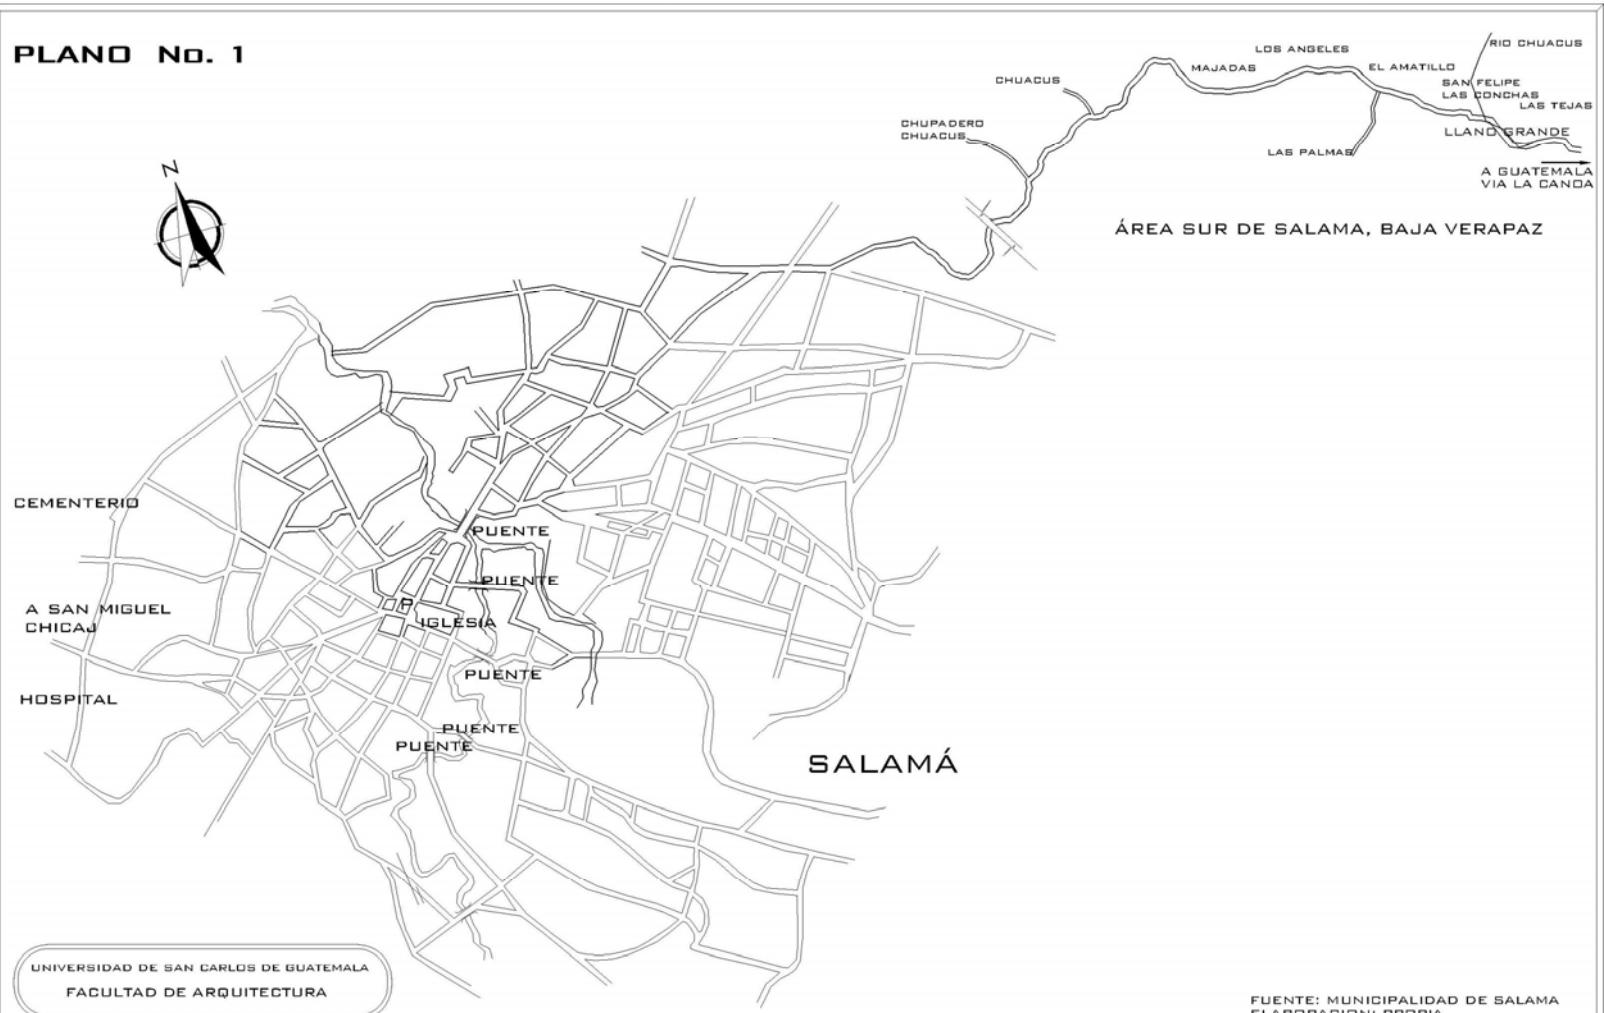 PLANO No. 1
LOS ANGELES
RIO CHUACUS
MAJADAS
EL AMATILLO
CHUACUS
SAN FELIPE
LAS CONCHAS
LAS TEJAS
CHUPADERO
CHUACUS
LLANO GRANDE
LAS PALMAS
A GUATEMALA
VIA LA CANOA
N
ÁREA SUR DE SALAMA, BAJA VERAPAZ
CEMENTERIO
PUENTE
PUENTE
P
A SAN MIGUEL
CHICAJ
IGLESIA
PUENTE
HOSPITAL
PUENTE
PUENTE
SALAMÁ
UNIVERSIDAD DE SAN CARLOS DE GUATEMALA
FACULTAD DE ARQUITECTURA
FUENTE: MUNICIPALIDAD DE SALAMA
ELABORACION: PROPIA